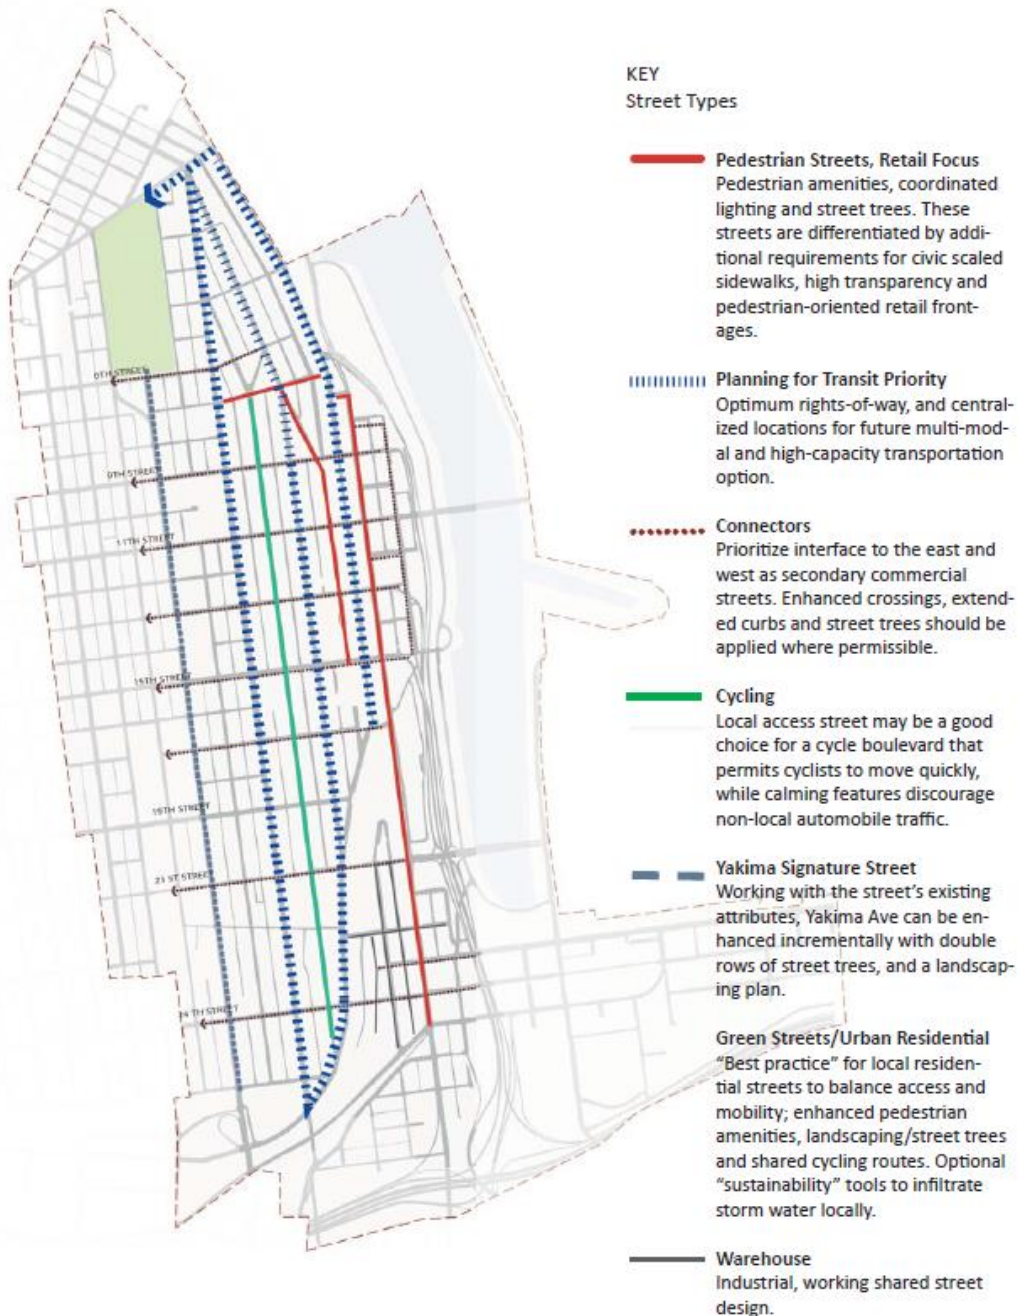 KEY
Street Types
Pedestrian Streets, Retail Focus
Pedestrian amenities, coordinated
lighting and street trees. These
streets are differentiated by addi-
tional requirements for civic scaled
sidewalks, high transparency and
pedestrian-oriented retail front-
ages.
Planning for Transit Priority
Optimum rights-of-way, and central-
ized locations for future multi-mod-
al and high-capacity transportation
option.
Connectors
Prioritize interface to the east and
west as secondary commercial
streets. Enhanced crossings, extend-
ed curbs and street trees should be
applied where permissible.
Cycling
Local access street may be a good
choice for a cycle boulevard that
permits cyclists to move quickly,
while calming features discourage
non-local automobile traffic.
Yakima Signature Street
Working with the street's existing
attributes, Yakima Ave can be en-
hanced incrementally with double
rows of street trees, and a landscap-
ing plan.
Green Streets/Urban Residential
"Best practice" for local residen-
tial streets to balance access and
mobility; enhanced pedestrian
amenities, landscaping/street trees
and shared cycling routes. Optional
"sustainability" tools to infiltrate
storm water locally.
Warehouse
Industrial, working shared street
design.
6TH STREET
9TH STREET
11TH STREET
15TH STREET
19TH STREET
21 ST STREET
TH STREET